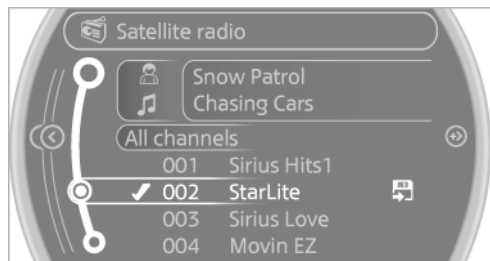 Satellite radio
Snow Patrol
Chasing Cars
All channels
001 Sirius Hits1
002 StarLite
003 Sirius Love
004 Movin EZ